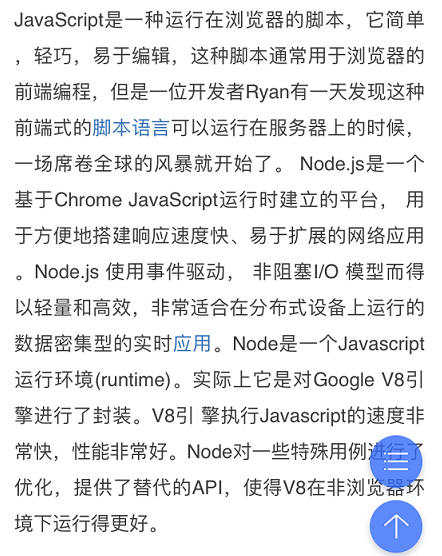 JavaScript是一种运行在浏览器的脚本，它简单
，轻巧，易于编辑，这种脚本通常用于浏览器的
前端编程，但是一位开发者Ryan有一天发现这种
前端式的脚本语言可以运行在服务器上的时候，
一场席卷全球的风暴就开始了。 Node.js是一个
基于Chrome JavaScript运行时建立的平台， 用
于方便地搭建响应速度快、易于扩展的网络应用
。Node.js 使用事件驱动， 非阻塞I/O 模型而得
以轻量和高效，非常适合在分布式设备上运行的
数据密集型的实时应用。Node是一个Javascript
运行环境(runtime)。实际上它是对Google V8引
擎进行了封装。V8引 擎执行Javascript的速度非
常快，性能非常好。Node对一些特殊用例进行了
优化，提供了替代的API，使得V8在非浏览器环
境下运行得更好。